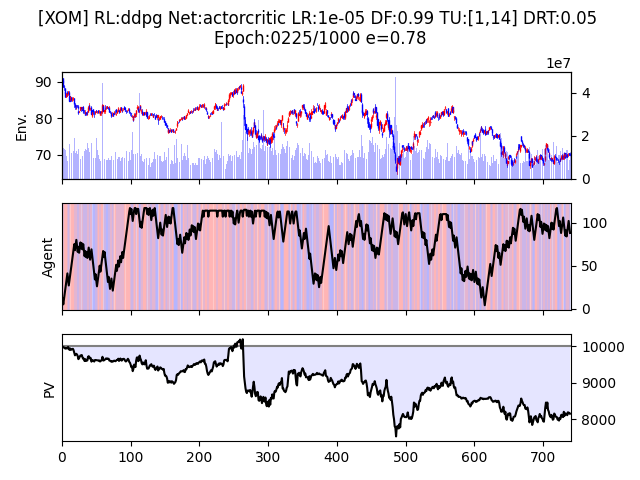 [XOM] RL:ddpg Net:actorcritic LR:1e-05 DF:0.99 TU:[1,14] DRT:0.05
Epoch:0225/1000 e=0.78
1e7
90
80
70
Env.
4
2
0
Agent
100
50
0
PV
10000
9000
8000
0 100 200 300 400 500 600 700